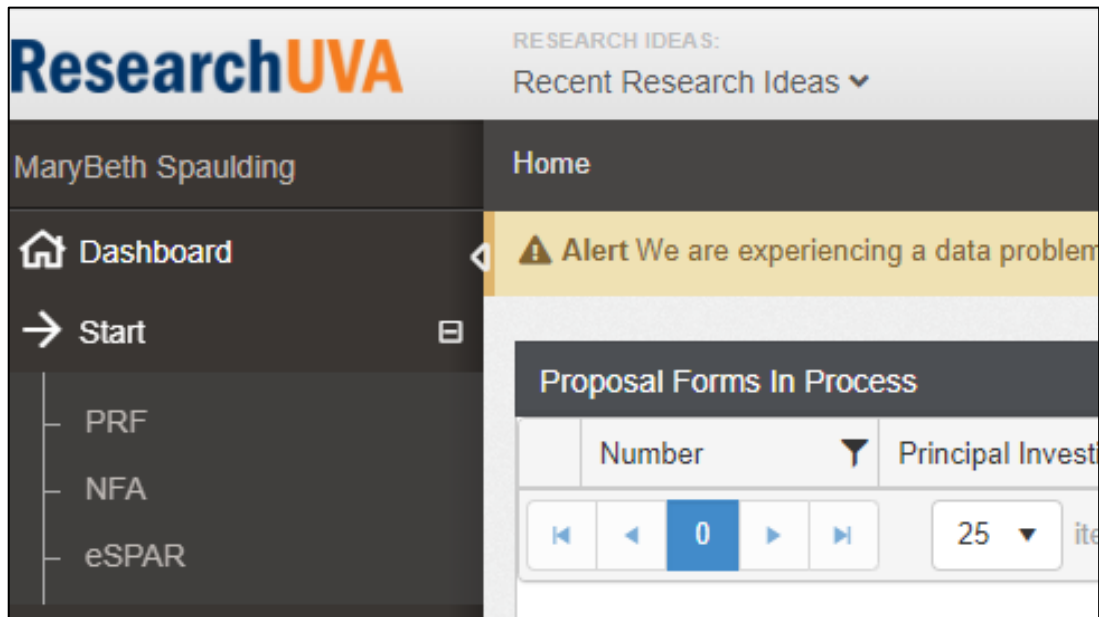 ResearchUVA
RESEARCH IDEAS:
Recent Research Ideas
MaryBeth Spaulding
Home
Dashboard
Alert We are experiencing a data problem
Start
Proposal Forms In Process
PRF
Number
Principal
NFA
0
25
eSPAR